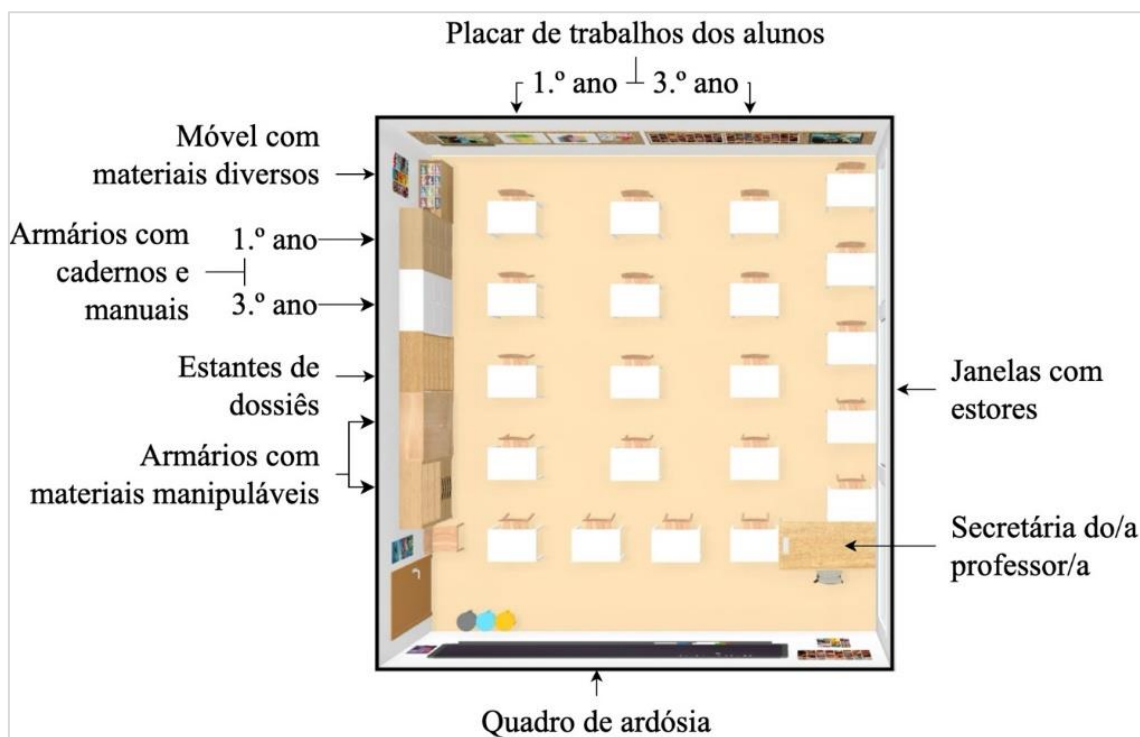 Placar de trabalhos dos alunos
1.º ano
3.º ano
Móvel com
materiais diversos
Armários com
cadernos e
manuais
1.º ano
3.º ano
Estantes de
dossiês
Armários com
materiais manipuláveis
Janelas com
estores
Secretária do/a
professor/a
Quadro de ardósia